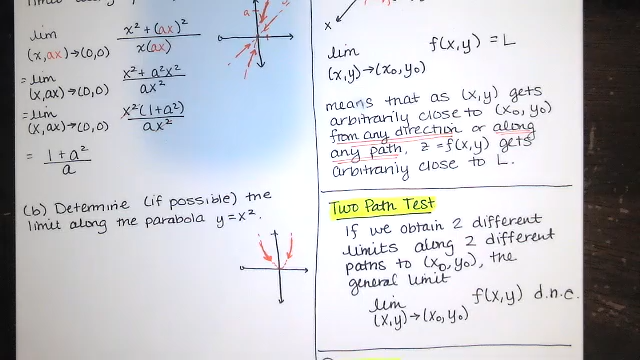 lim
x² + (ax)²
(x,ax)→(0,0)
x(ax)
= lim
x² + a²x²
(x,ax)→(0,0)
ax²
= lim
x²(1+a²)
(x,ax)→(0,0)
ax²
= 1+a²
a
(b) Determine (if possible) the
limit along the parabola y=x².
x
lim f(x,y) = L
(x,y)→(x₀,y₀)
means that as (x,y) gets
arbitrarily close to (x₀,y₀)
from any direction or along
any path, z=f(x,y) gets
arbitrarily close to L.
Two Path Test
If we obtain 2 different
limits along 2 different
paths to (x₀,y₀), the
general limit
lim f(x,y) d.n.e.
(x,y)→(x₀,y₀)